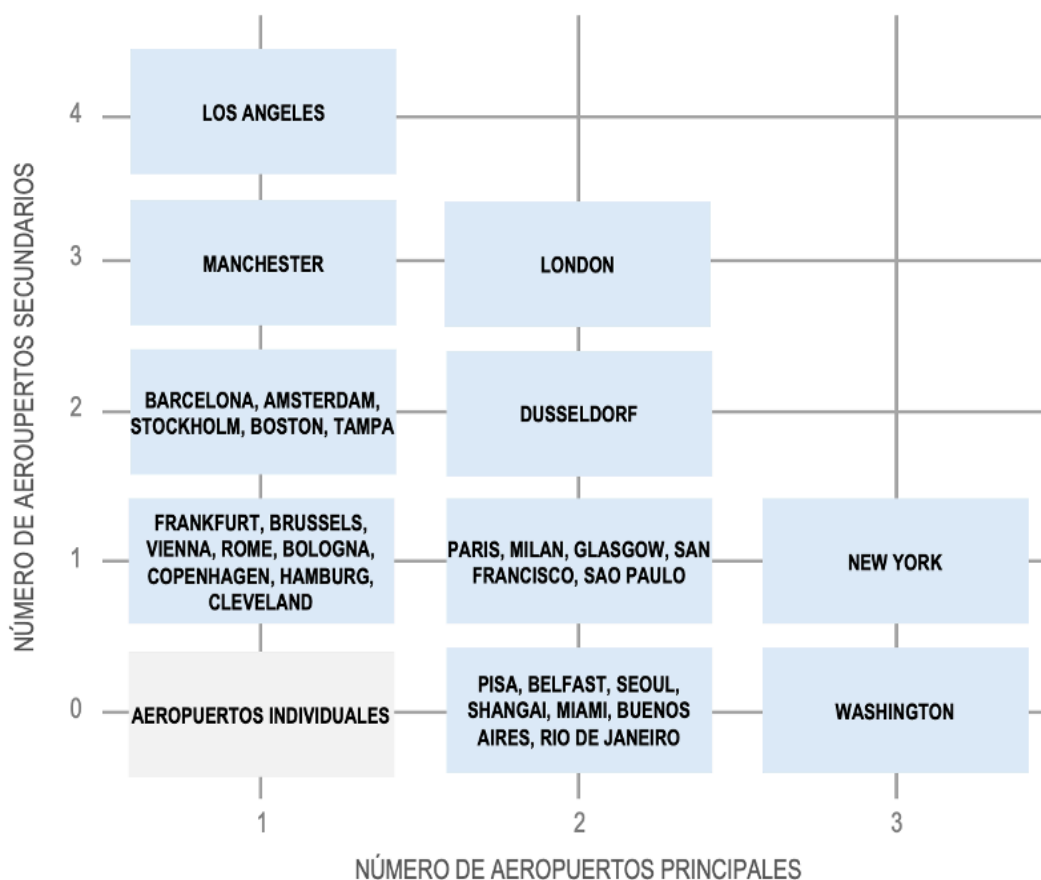 4
LOS ANGELES
3
MANCHESTER
LONDON
2
BARCELONA, AMSTERDAM,
STOCKHOLM, BOSTON, TAMPA
DUSSELDORF
1
FRANKFURT, BRUSSELS,
VIENNA, ROME, BOLOGNA,
COPENHAGEN, HAMBURG,
CLEVELAND
PARIS, MILAN, GLASGOW, SAN
FRANCISCO, SAO PAULO
NEW YORK
0
AEROPUERTOS INDIVIDUALES
PISA, BELFAST, SEOUL,
SHANGAI, MIAMI, BUENOS
AIRES, RIO DE JANEIRO
WASHINGTON
1
2
3
NÚMERO DE AEROUPERTOS SECUNDARIOS
NÚMERO DE AEROPUERTOS PRINCIPALES